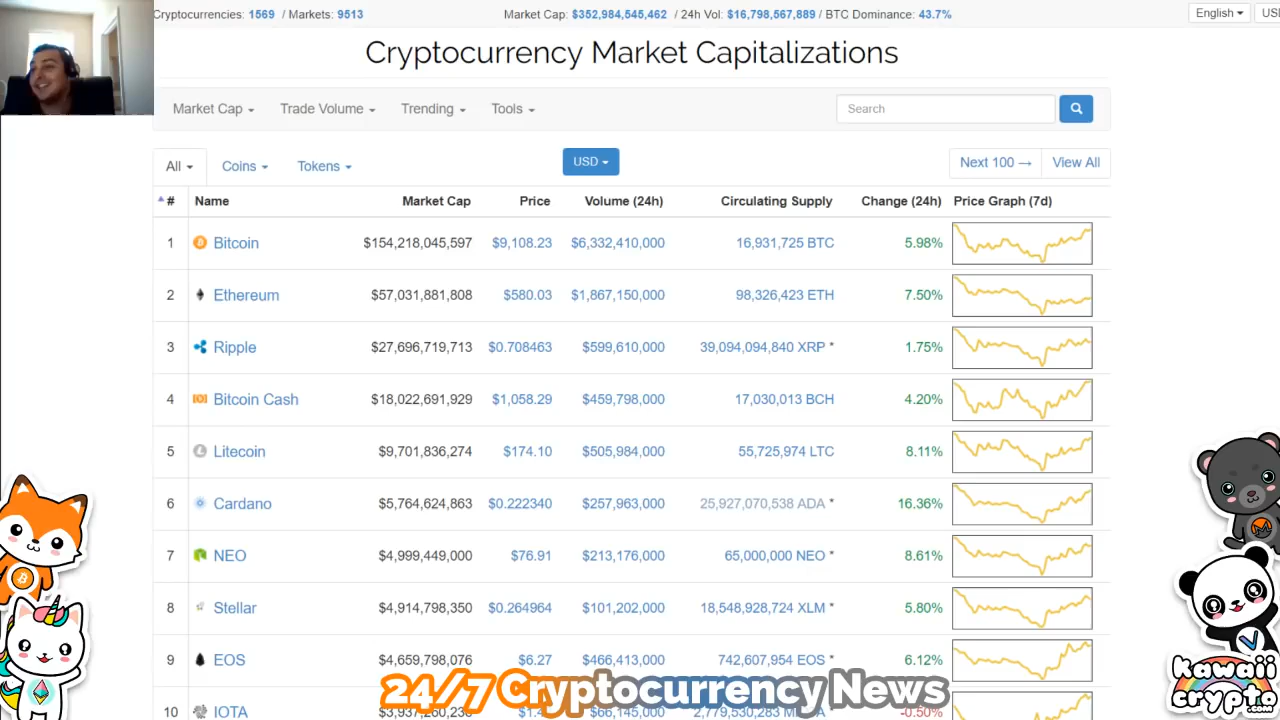 Cryptocurrencies: 1569 / Markets: 9513 Market Cap: $352,984,545,462 / 24h Vol: $16,798,567,889 / BTC Dominance: 43.7% English
Cryptocurrency Market Capitalizations
Market Cap Trade Volume Trending Tools Search
All Coins Tokens USD Next 100 → View All
# Name Market Cap Price Volume (24h) Circulating Supply Change (24h) Price Graph (7d)
1 Bitcoin $154,218,045,597 $9,108.23 $6,332,410,000 16,931,725 BTC 5.98%
2 Ethereum $57,031,881,808 $580.03 $1,867,150,000 98,326,423 ETH 7.50%
3 Ripple $27,696,719,713 $0.708463 $599,610,000 39,094,094,840 XRP * 1.75%
4 Bitcoin Cash $18,022,691,929 $1,058.29 $459,798,000 17,030,013 BCH 4.20%
5 Litecoin $9,701,836,274 $174.10 $505,984,000 55,725,974 LTC 8.11%
6 Cardano $5,764,624,863 $0.222340 $257,963,000 25,927,070,538 ADA * 16.36%
7 NEO $4,999,449,000 $76.91 $213,176,000 65,000,000 NEO * 8.61%
8 Stellar $4,914,798,350 $0.264964 $101,202,000 18,548,928,724 XLM * 5.80%
9 EOS $4,659,798,076 $6.27 $466,413,000 742,607,954 EOS * 6.12%
24/7 Cryptocurrency News
10 IOTA -0.50%
kawaii
crypto
.com